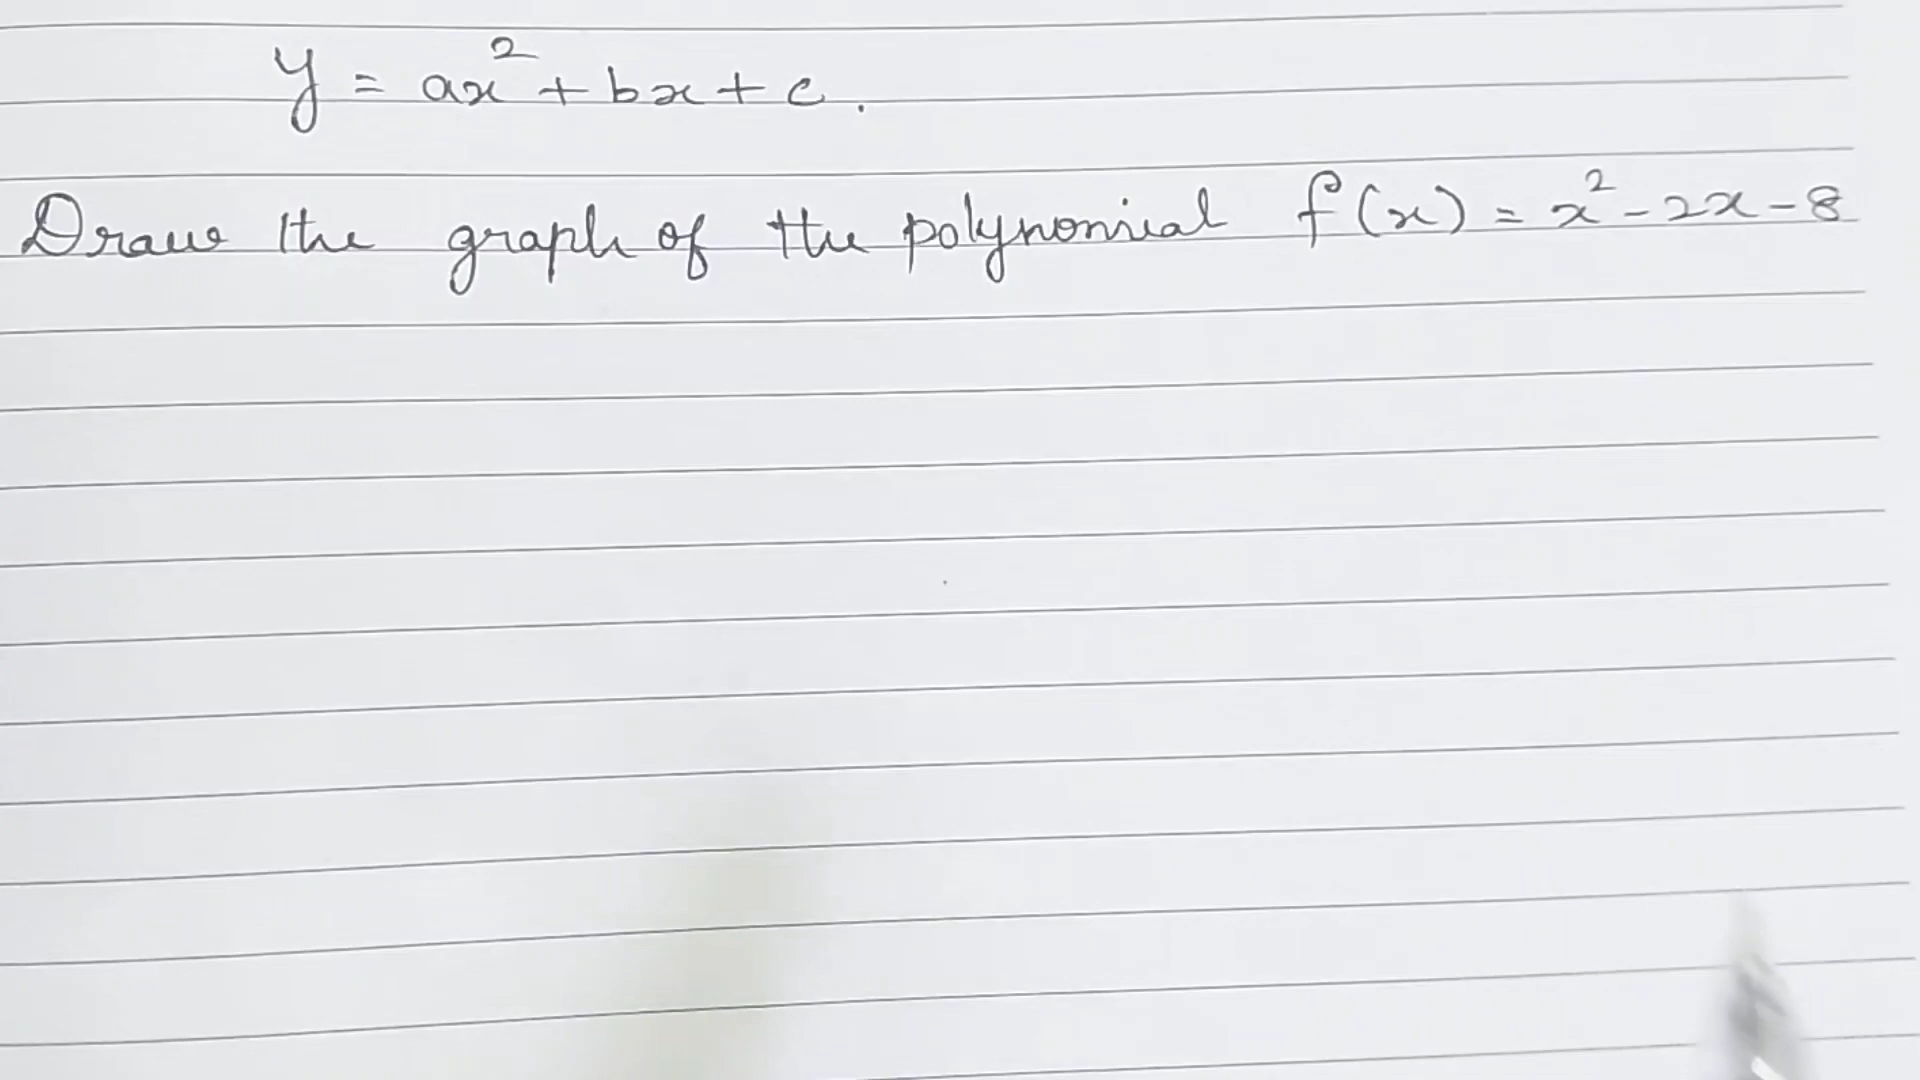 y = ax² + bx + c.
Draw the graph of the polynomial f(x) = x² - 2x - 8